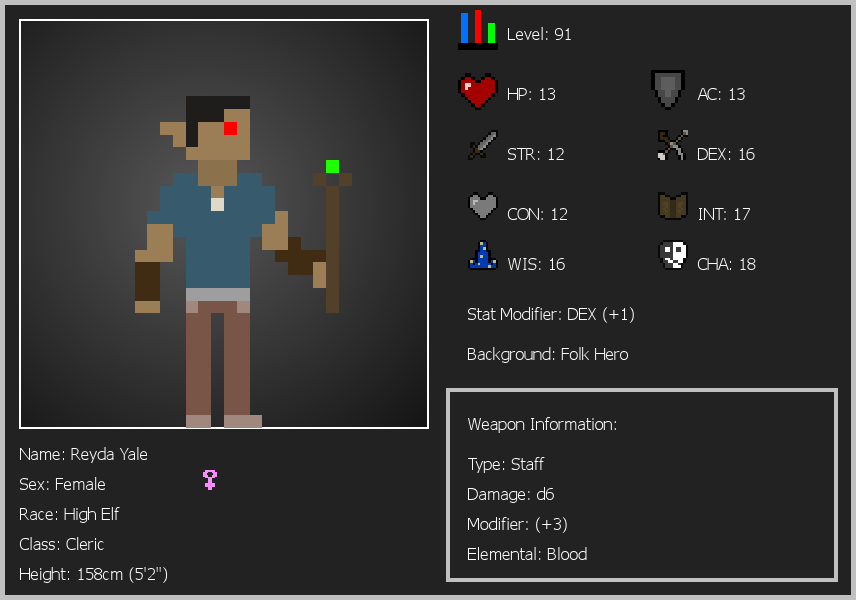 Level: 91
HP: 13
AC: 13
STR: 12
DEX: 16
CON: 12
INT: 17
WIS: 16
CHA: 18
Stat Modifier: DEX (+1)
Background: Folk Hero
Weapon Information:
Type: Staff
Damage: d6
Modifier: (+3)
Elemental: Blood
Name: Reyda Yale
Sex: Female
Race: High Elf
Class: Cleric
Height: 158cm (5'2")